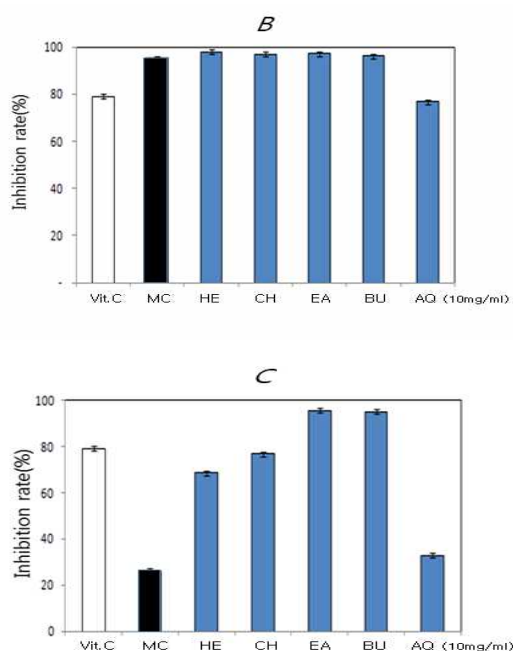 B
Inhibition rate(%)
100
80
60
40
20
-
Vit.C MC HE CH EA BU AQ (10mg/ml)
C
Inhibition rate(%)
100
80
60
40
20
0
Vit.C MC HE CH EA BU AQ (10mg/ml)